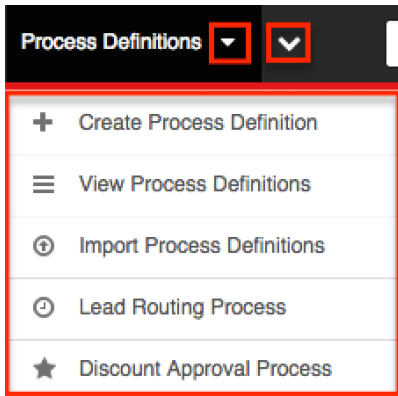 Process Definitions
Create Process Definition
View Process Definitions
Import Process Definitions
Lead Routing Process
Discount Approval Process